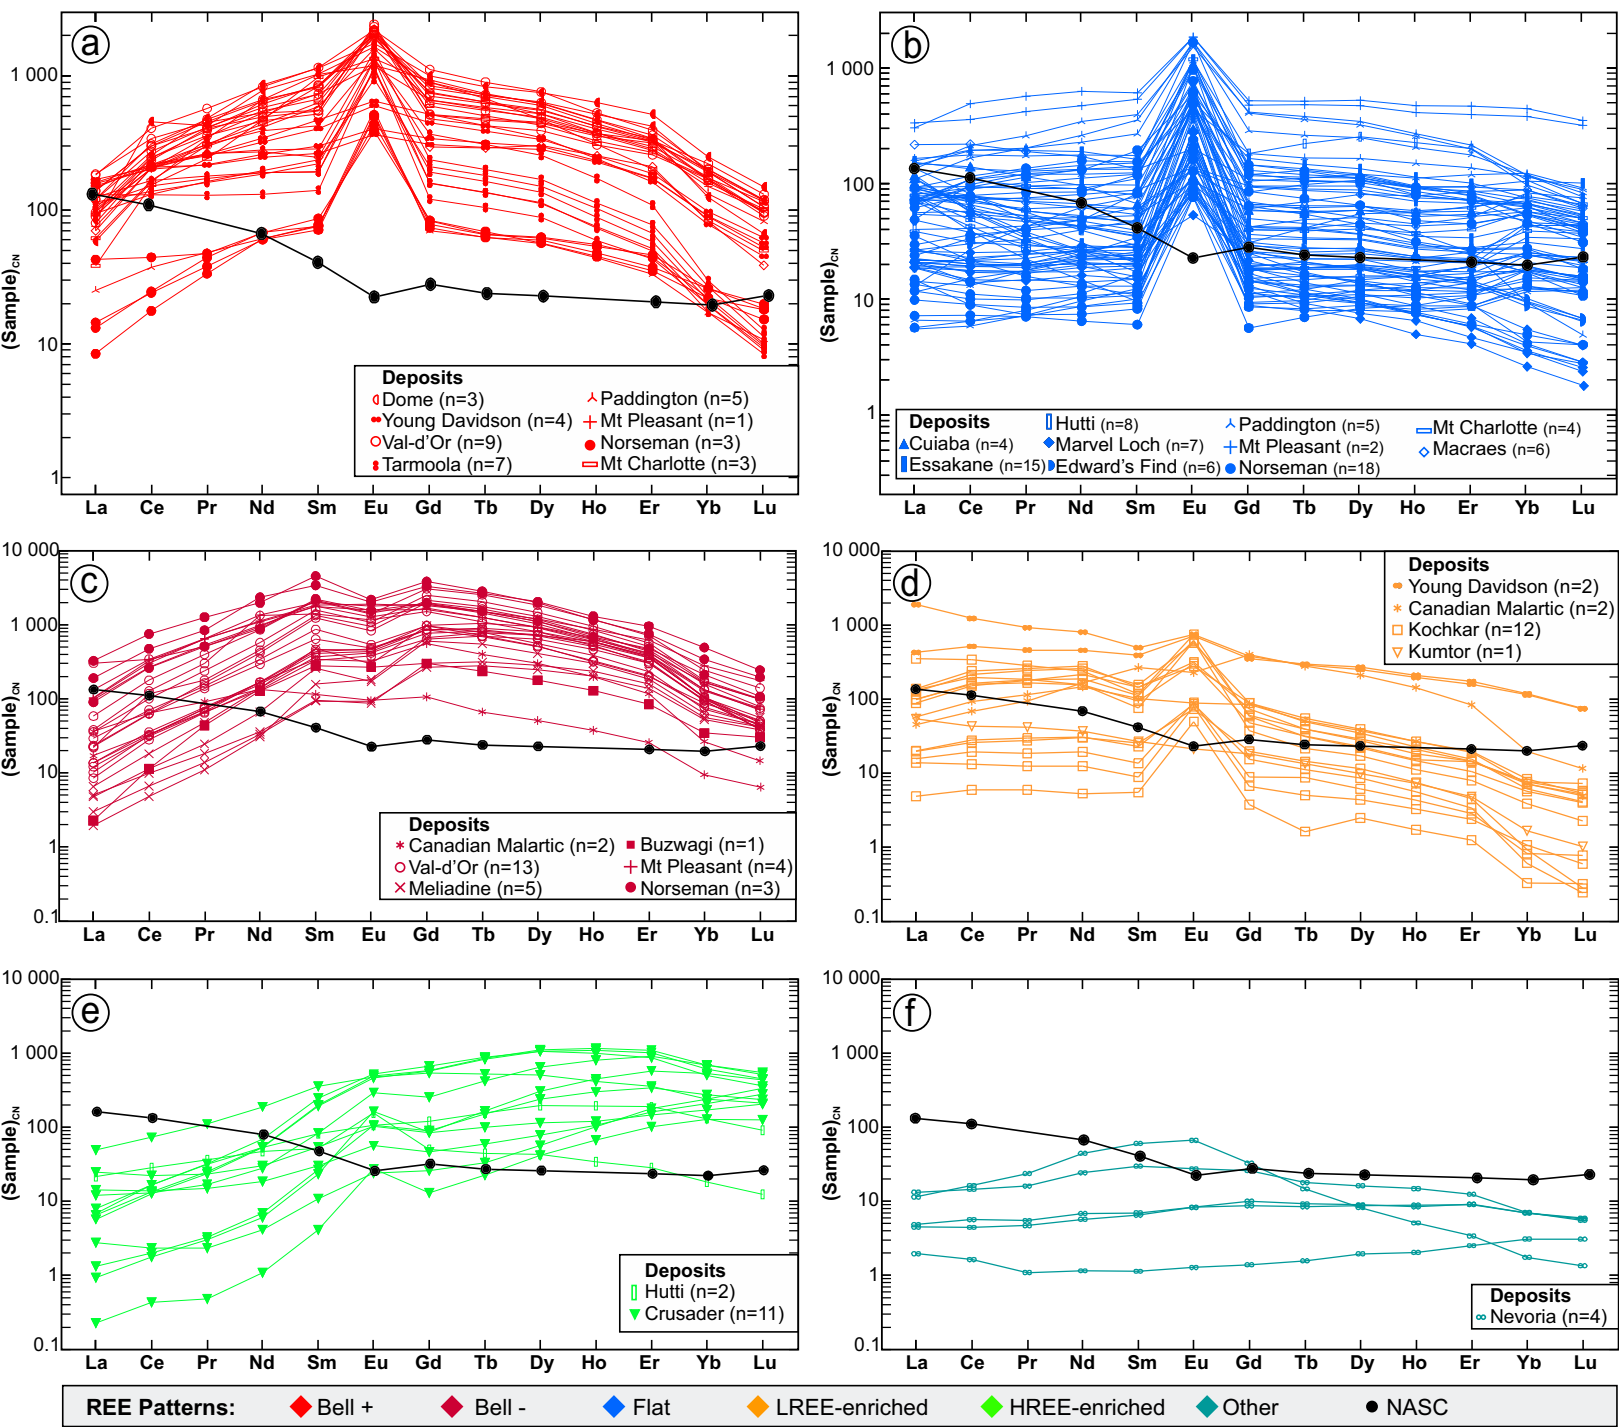 a
1 000
100
10
1
(Sample)CN
Deposits
Dome (n=3)
Young Davidson (n=4)
Val-d'Or (n=9)
Tarmoola (n=7)
Paddington (n=5)
Mt Pleasant (n=1)
Norseman (n=3)
Mt Charlotte (n=3)
La Ce Pr Nd Sm Eu Gd Tb Dy Ho Er Yb Lu
b
1 000
100
10
1
(Sample)CN
Deposits
Cuiaba (n=4)
Essakane (n=15)
Hutti (n=8)
Marvel Loch (n=7)
Edward's Find (n=6)
Paddington (n=5)
Mt Pleasant (n=2)
Norseman (n=18)
Mt Charlotte (n=4)
Macraes (n=6)
La Ce Pr Nd Sm Eu Gd Tb Dy Ho Er Yb Lu
c
10 000
1 000
100
10
1
0.1
(Sample)CN
Deposits
Canadian Malartic (n=2)
Val-d'Or (n=13)
Meliadine (n=5)
Buzwagi (n=1)
Mt Pleasant (n=4)
Norseman (n=3)
La Ce Pr Nd Sm Eu Gd Tb Dy Ho Er Yb Lu
d
10 000
1 000
100
10
1
0.1
(Sample)CN
Deposits
Young Davidson (n=2)
Canadian Malartic (n=2)
Kochkar (n=12)
Kumtor (n=1)
La Ce Pr Nd Sm Eu Gd Tb Dy Ho Er Yb Lu
e
10 000
1 000
100
10
1
0.1
(Sample)CN
Deposits
Hutti (n=2)
Crusader (n=11)
La Ce Pr Nd Sm Eu Gd Tb Dy Ho Er Yb Lu
f
10 000
1 000
100
10
1
0.1
(Sample)CN
Deposits
Nevoria (n=4)
La Ce Pr Nd Sm Eu Gd Tb Dy Ho Er Yb Lu
REE Patterns: Bell + Bell - Flat LREE-enriched HREE-enriched Other NASC